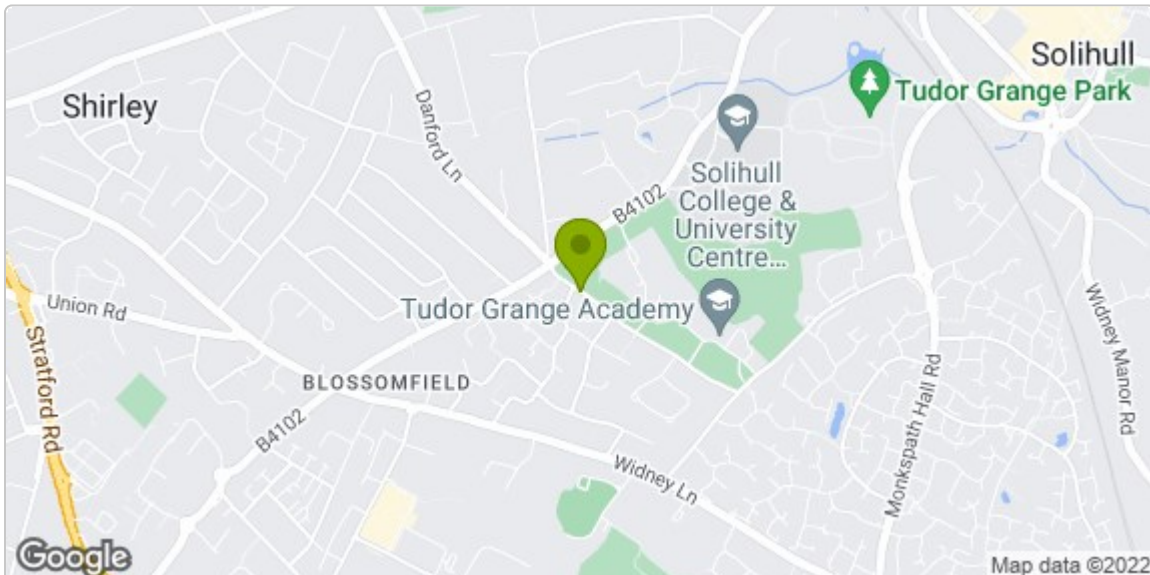 Solihull
Shirley
Tudor Grange Park
Danford Ln
B4102
Solihull
College &
University
Centre...
Tudor Grange Academy
Union Rd
Stratford Rd
BLOSSOMFIELD
B4102
Widney Ln
Monkspath Hall Rd
Widney Manor Rd
Google
Map data ©2022